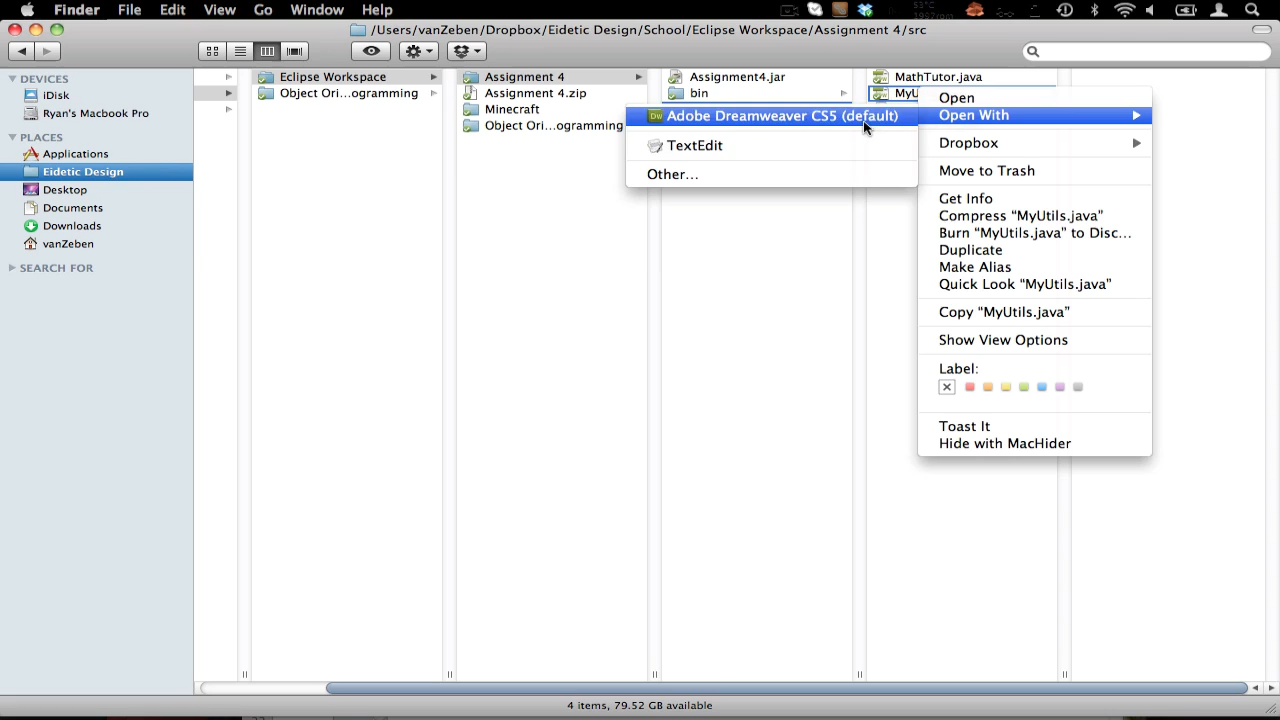 Finder File Edit View Go Window Help
/Users/vanZeben/Dropbox/Eidetic Design/School/Eclipse Workspace/Assignment 4/src
DEVICES
iDisk
Ryan's Macbook Pro
PLACES
Applications
Eidetic Design
Desktop
Documents
Downloads
vanZeben
SEARCH FOR
Eclipse Workspace
Object Ori...ogramming
Assignment 4
Assignment 4.zip
Minecraft
Object Ori...ogramming
Assignment4.jar
bin
MathTutor.java
MyU
Adobe Dreamweaver CS5 (default)
TextEdit
Other...
Open
Open With
Dropbox
Move to Trash
Get Info
Compress “MyUtils.java”
Burn “MyUtils.java” to Disc...
Duplicate
Make Alias
Quick Look “MyUtils.java”
Copy “MyUtils.java”
Show View Options
Label:
Toast It
Hide with MacHider
4 items, 79.52 GB available